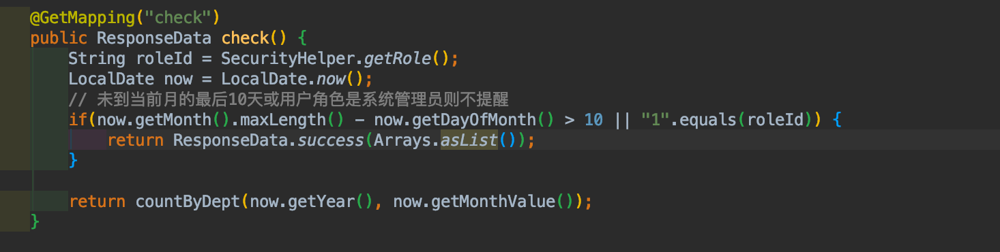 @GetMapping("check")
public ResponseData check() {
    String roleId = SecurityHelper.getRole();
    LocalDate now = LocalDate.now();
    // 未到当前月的最后10天或用户角色是系统管理员则不提醒
    if(now.getMonth().maxLength() - now.getDayOfMonth() > 10 || "1".equals(roleId)) {
        return ResponseData.success(Arrays.asList());
    }

    return countByDept(now.getYear(), now.getMonthValue());
}